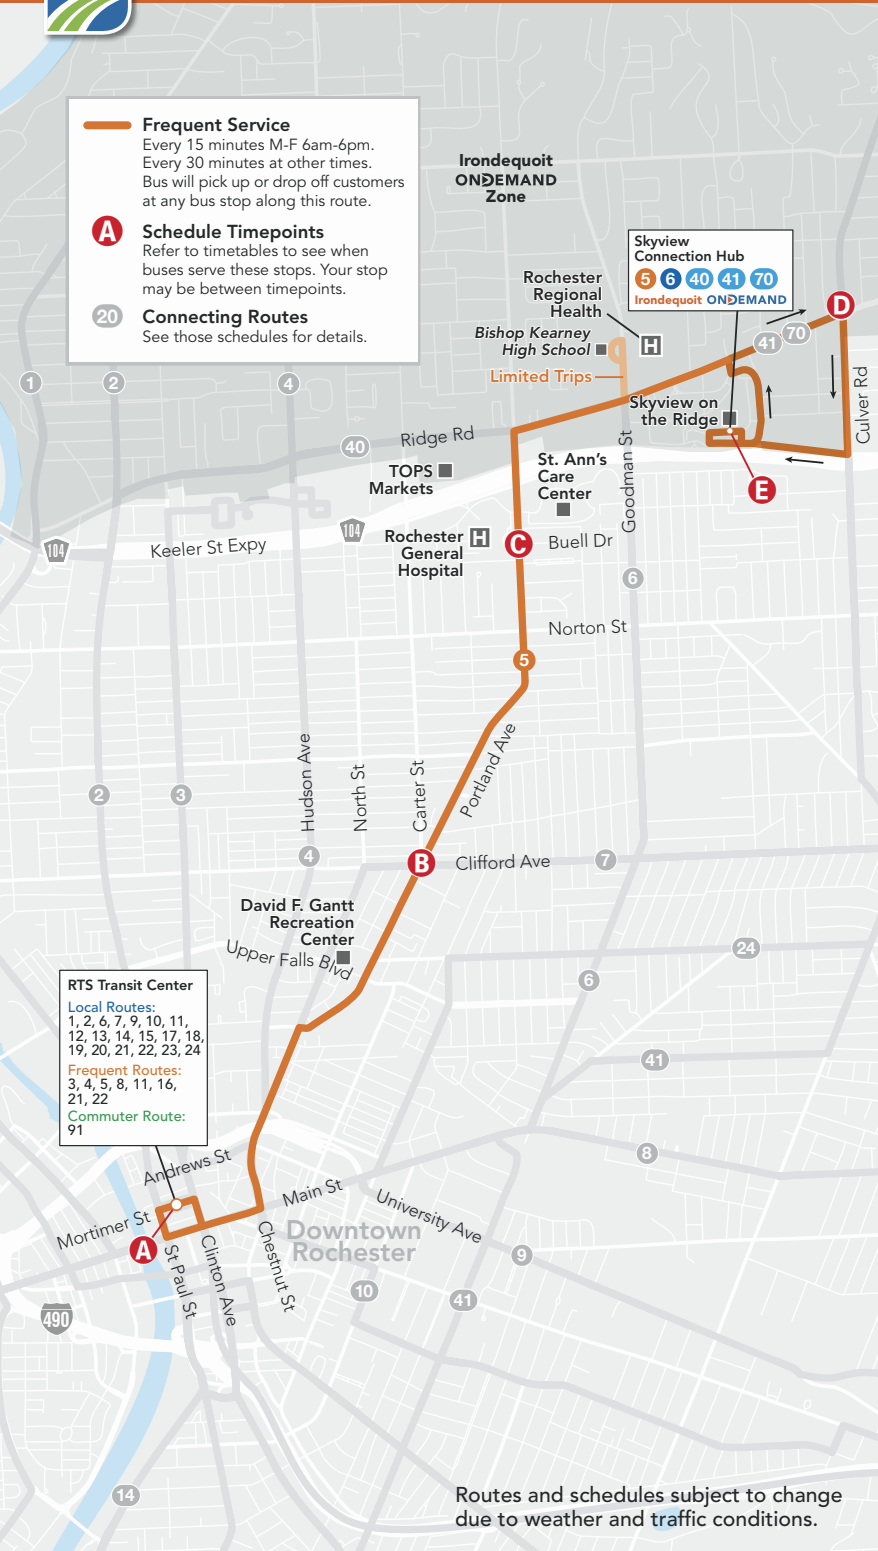 Frequent Service
Every 15 minutes M-F 6am-6pm.
Every 30 minutes at other times.
Bus will pick up or drop off customers
at any bus stop along this route.
A
Schedule Timepoints
Refer to timetables to see when
buses serve these stops. Your stop
may be between timepoints.
20
Connecting Routes
See those schedules for details.
Irondequoit
ONDEMAND
Zone
Skyview
Connection Hub
5 6 40 41 70
Irondequoit ONDEMAND
Rochester
Regional
Health
H
Bishop Kearney
High School
Limited Trips
D
70
41
Culver Rd
1
2
4
Skyview on
the Ridge
E
40
Ridge Rd
TOPS
Markets
St. Ann's
Care
Center
Goodman St
104
104
Keeler St Expy
Rochester
General
Hospital
H
C
Buell Dr
6
Norton St
5
Hudson Ave
North St
Carter St
Portland Ave
2
3
4
B
Clifford Ave
7
David F. Gantt
Recreation
Center
Upper Falls Blvd
24
6
RTS Transit Center
Local Routes:
1, 2, 6, 7, 9, 10, 11,
12, 13, 14, 15, 17, 18,
19, 20, 21, 22, 23, 24
Frequent Routes:
3, 4, 5, 8, 11, 16,
21, 22
Commuter Route:
91
41
8
Andrews St
Main St
University Ave
Mortimer St
A
St Paul St
Clinton Ave
Chestnut St
Downtown
Rochester
9
10
41
490
14
Routes and schedules subject to change
due to weather and traffic conditions.